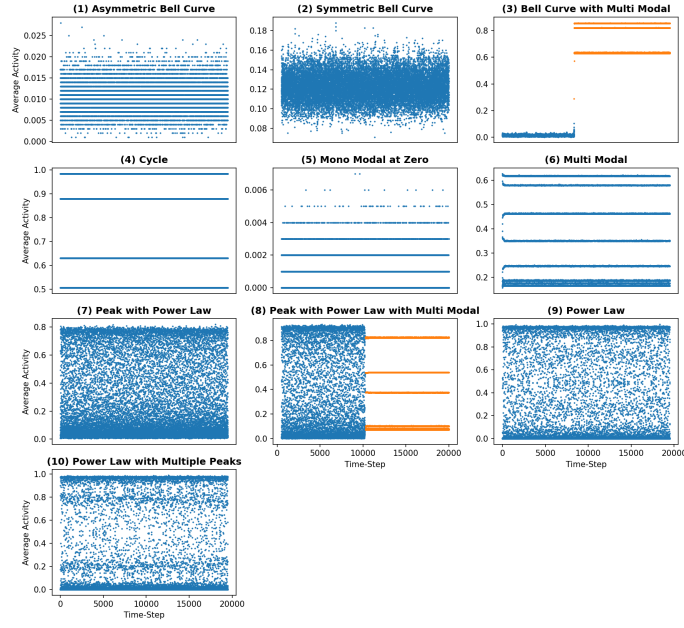 (1) Asymmetric Bell Curve
(2) Symmetric Bell Curve
(3) Bell Curve with Multi Modal
Average Activity
0.025
0.020
0.015
0.010
0.005
0.000
0.18
0.16
0.14
0.12
0.10
0.08
0.8
0.6
0.4
0.2
0.0
(4) Cycle
(5) Mono Modal at Zero
(6) Multi Modal
Average Activity
1.0
0.9
0.8
0.7
0.6
0.5
0.006
0.004
0.002
0.000
0.6
0.5
0.4
0.3
0.2
(7) Peak with Power Law
(8) Peak with Power Law with Multi Modal
(9) Power Law
Average Activity
0.8
0.6
0.4
0.2
0.0
0.8
0.6
0.4
0.2
0.0
1.0
0.8
0.6
0.4
0.2
0.0
0 5000 10000 15000 20000
Time-Step
0 5000 10000 15000 20000
Time-Step
(10) Power Law with Multiple Peaks
Average Activity
1.0
0.8
0.6
0.4
0.2
0.0
0 5000 10000 15000 20000
Time-Step